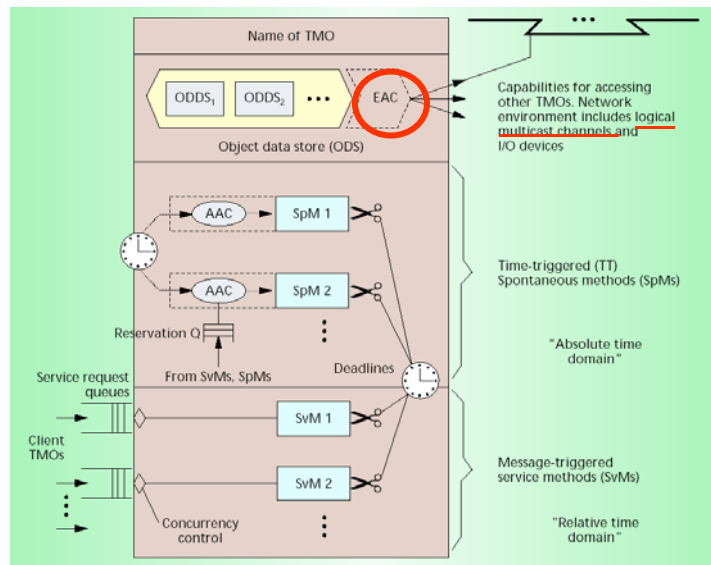 Name of TMO
ODDS1
ODDS2
•••
EAC
Object data store (ODS)
•••
Capabilities for accessing
other TMOs. Network
environment includes logical
multicast channels and
I/O devices
AAC
SpM 1
AAC
SpM 2
Reservation Q
From SvMs, SpMs
Deadlines
Time-triggered (TT)
Spontaneous methods (SpMs)
"Absolute time
domain"
Service request
queues
Client
TMOs
SvM 1
SvM 2
Concurrency
control
Message-triggered
service methods (SvMs)
"Relative time
domain"